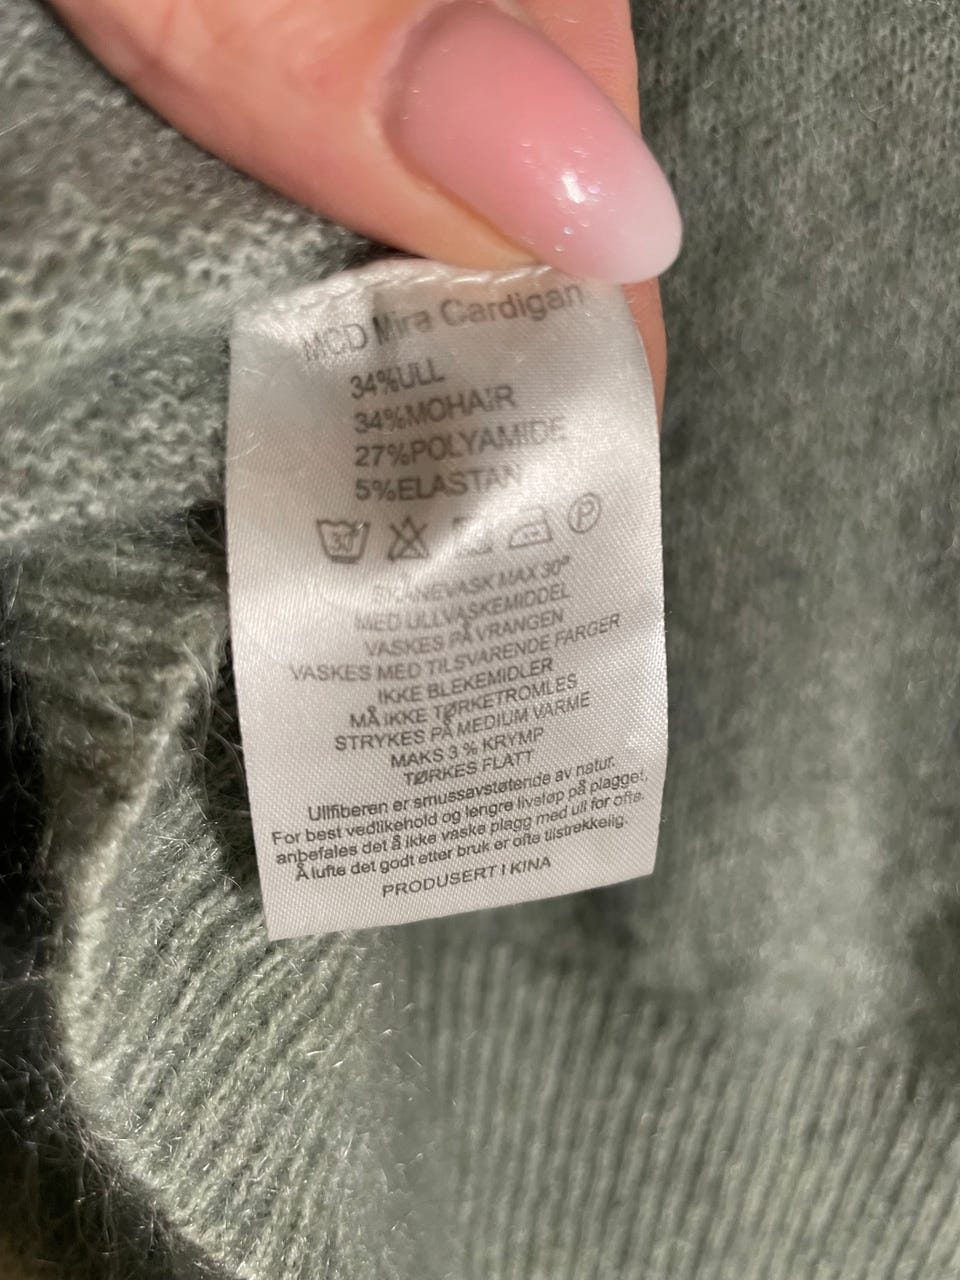 MCD Mira Cardigan
34%ULL
34%MOHAIR
27%POLYAMIDE
5%ELASTAN
30 P
SKÅNEVASK MAX 30°
MED ULLVASKEMIDDEL
VASKES PÅ VRANGEN
VASKES MED TILSVARENDE FARGER
IKKE BLEKEMIDLER
MÅ IKKE TØRKETROMLES
STRYKES PÅ MEDIUM VARME
MAKS 3 % KRYMP
TØRKES FLATT
Ullfiberen er smussavstøtende av natur.
For best vedlikehold og lengre livsløp på plagget,
anbefales det å ikke vaske plagg med ull for ofte.
Å lufte det godt etter bruk er ofte tilstrekkelig.
PRODUSERT I KINA